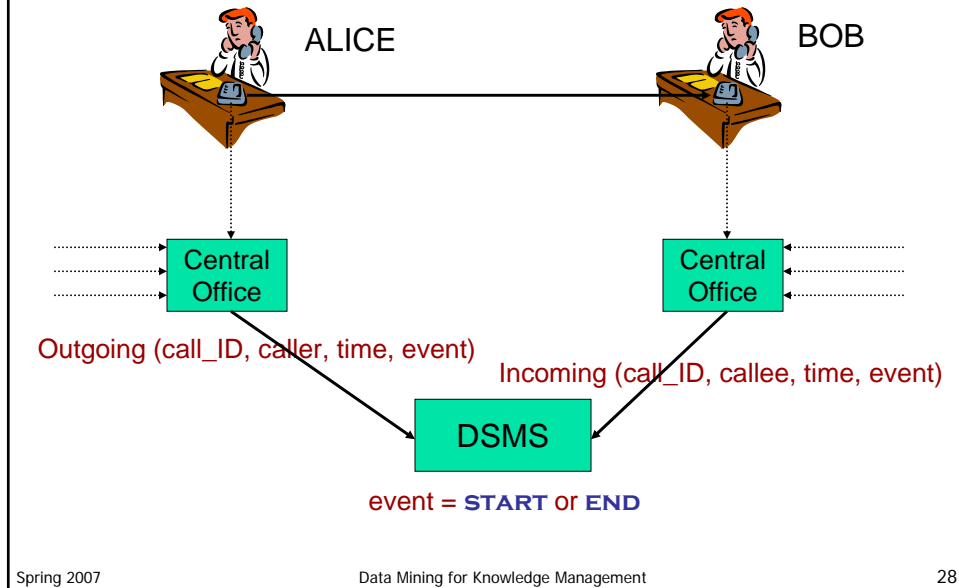 ALICE
BOB
Central
Office
Central
Office
Outgoing (call_ID, caller, time, event)
Incoming (call_ID, callee, time, event)
DSMS
event = START or END
Spring 2007
Data Mining for Knowledge Management
28